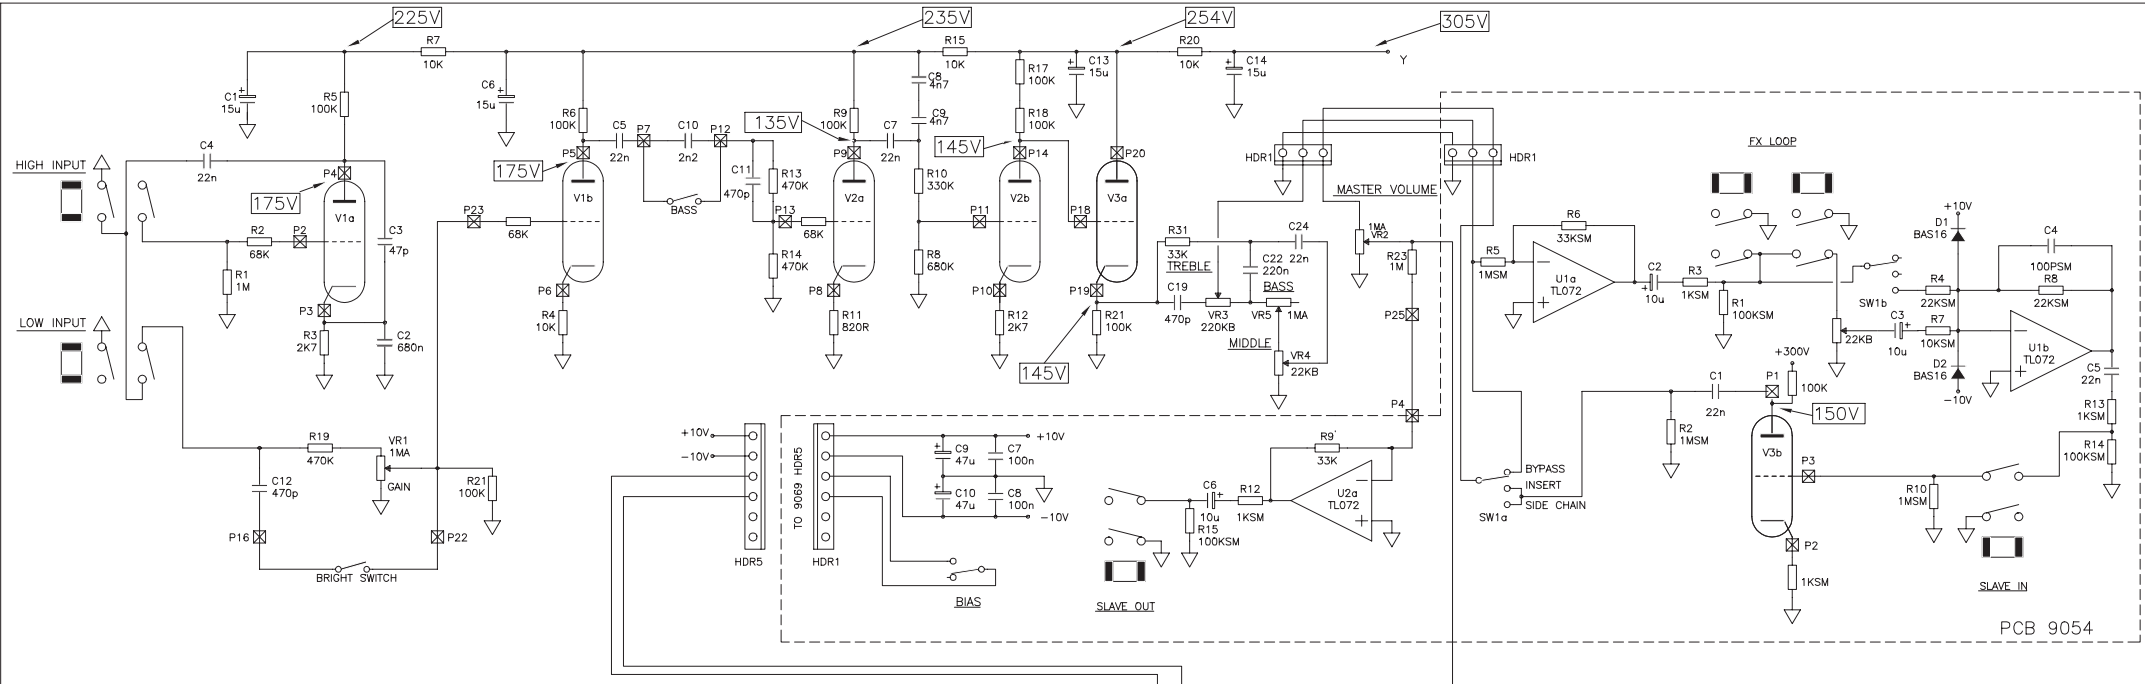 225V
235V
254V
305V
R7
10K
R15
10K
R20
10K
Y
C1
15u
R5
100K
C6
15u
R6
100K
R9
100K
C8
4n7
C9
4n7
R17
100K
R18
100K
C13
15u
C14
15u
135V
145V
HIGH INPUT
C4
22n
P4
175V
V1a
R2
68K
P2
R1
1M
C3
47p
P3
R3
2K7
C2
680n
LOW INPUT
P5
175V
V1b
P23
68K
P6
R4
10K
C5
22n
P7
C10
2n2
P12
BASS
C11
470p
R13
470K
P13
68K
R14
470K
P9
V2a
P8
R11
820R
C7
22n
R10
330K
R8
680K
P11
P14
V2b
P10
R12
2K7
P18
P20
V3a
P19
R21
100K
145V
HDR1
HDR1
MASTER VOLUME
1MA
VR2
R31
33K
TREBLE
C24
22n
C22
220n
BASS
C19
470p
VR3
220KB
VR5
1MA
MIDDLE
VR4
22KB
R23
1M
P25
P4
R19
470K
VR1
1MA
GAIN
C12
470p
R21
100K
P16
P22
BRIGHT SWITCH
+10V
-10V
HDR5
TO 9069 HDR5
HDR1
+10V
C9
47u
C7
100n
C10
47u
C8
100n
-10V
BIAS
SLAVE OUT
C6
10u
R15
100KSM
R12
1KSM
R9
33K
U2a
TL072
FX LOOP
R6
33KSM
R5
1MSM
U1a
TL072
C2
10u
R3
1KSM
R1
100KSM
SW1b
22KB
+10V
D1
BAS16
C4
100PSM
R4
22KSM
R8
22KSM
C3
10u
R7
10KSM
D2
BAS16
-10V
U1b
TL072
C5
22n
R13
1KSM
R14
100KSM
+300V
P1
100K
150V
C1
22n
R2
1MSM
V3b
P3
P2
1KSM
R10
1MSM
SLAVE IN
BYPASS
INSERT
SIDE CHAIN
SW1a
PCB 9054